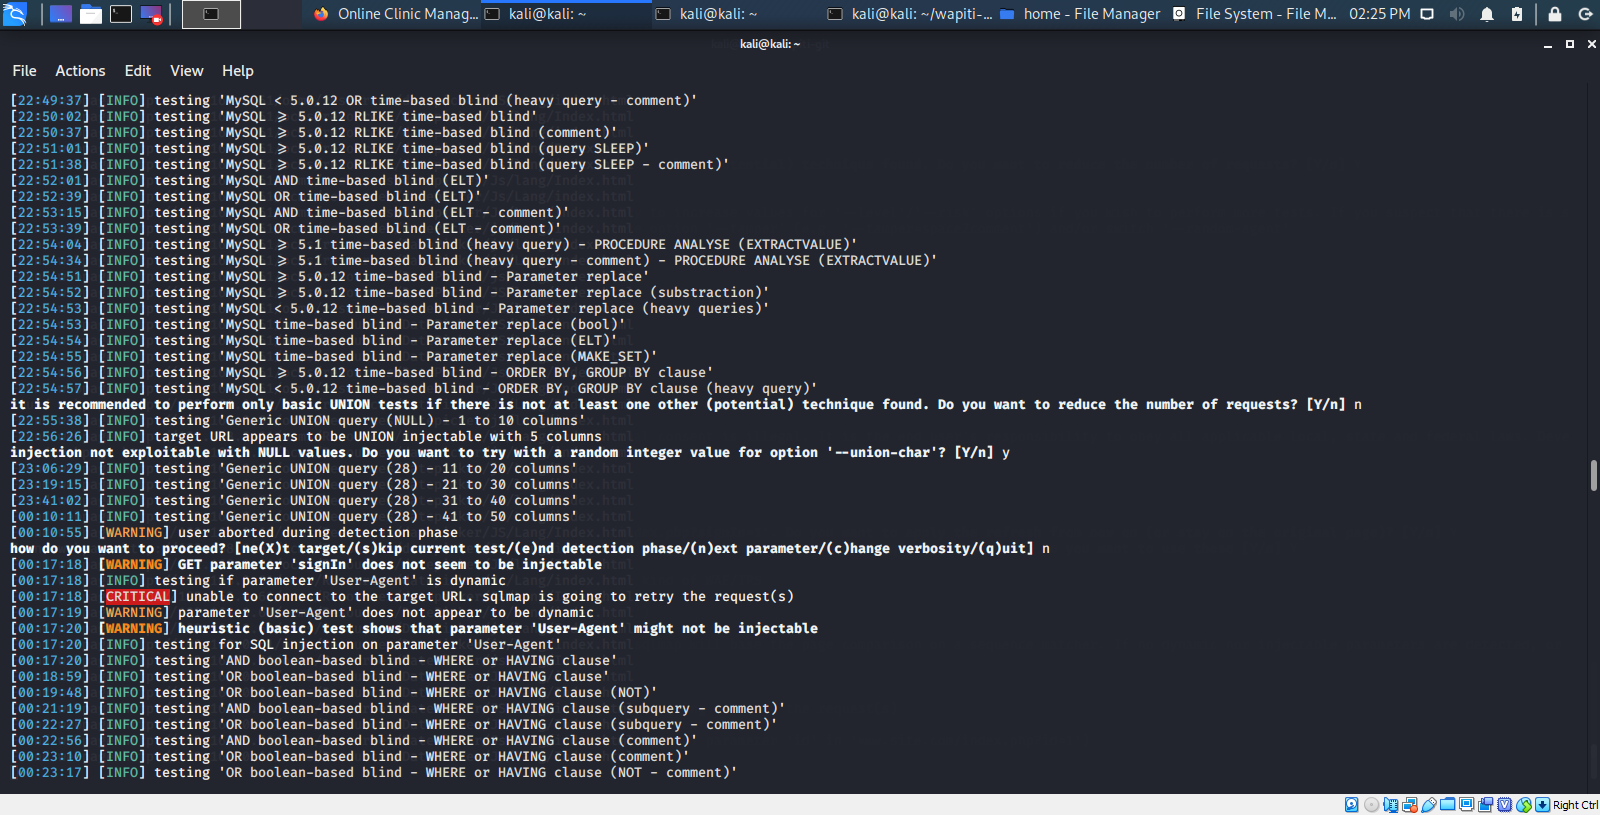 Online Clinic Manag...
kali@kali: ~
kali@kali: ~
kali@kali: ~/wapiti-...
home - File Manager
File System - File M...
02:25 PM
kali@kali: ~
File Actions Edit View Help
[22:49:37] [INFO] testing 'MySQL < 5.0.12 OR time-based blind (heavy query - comment)'
[22:50:02] [INFO] testing 'MySQL ≥ 5.0.12 RLIKE time-based blind'
[22:50:37] [INFO] testing 'MySQL ≥ 5.0.12 RLIKE time-based blind (comment)'
[22:51:01] [INFO] testing 'MySQL ≥ 5.0.12 RLIKE time-based blind (query SLEEP)'
[22:51:38] [INFO] testing 'MySQL ≥ 5.0.12 RLIKE time-based blind (query SLEEP - comment)'
[22:52:01] [INFO] testing 'MySQL AND time-based blind (ELT)'
[22:52:39] [INFO] testing 'MySQL OR time-based blind (ELT)'
[22:53:15] [INFO] testing 'MySQL AND time-based blind (ELT - comment)'
[22:53:39] [INFO] testing 'MySQL OR time-based blind (ELT - comment)'
[22:54:04] [INFO] testing 'MySQL ≥ 5.1 time-based blind (heavy query) - PROCEDURE ANALYSE (EXTRACTVALUE)'
[22:54:34] [INFO] testing 'MySQL ≥ 5.1 time-based blind (heavy query - comment) - PROCEDURE ANALYSE (EXTRACTVALUE)'
[22:54:51] [INFO] testing 'MySQL ≥ 5.0.12 time-based blind - Parameter replace'
[22:54:52] [INFO] testing 'MySQL ≥ 5.0.12 time-based blind - Parameter replace (substraction)'
[22:54:53] [INFO] testing 'MySQL < 5.0.12 time-based blind - Parameter replace (heavy queries)'
[22:54:53] [INFO] testing 'MySQL time-based blind - Parameter replace (bool)'
[22:54:54] [INFO] testing 'MySQL time-based blind - Parameter replace (ELT)'
[22:54:55] [INFO] testing 'MySQL time-based blind - Parameter replace (MAKE_SET)'
[22:54:56] [INFO] testing 'MySQL ≥ 5.0.12 time-based blind - ORDER BY, GROUP BY clause'
[22:54:57] [INFO] testing 'MySQL < 5.0.12 time-based blind - ORDER BY, GROUP BY clause (heavy query)'
it is recommended to perform only basic UNION tests if there is not at least one other (potential) technique found. Do you want to reduce the number of requests? [Y/n] n
[22:55:38] [INFO] testing 'Generic UNION query (NULL) - 1 to 10 columns'
[22:56:26] [INFO] target URL appears to be UNION injectable with 5 columns
injection not exploitable with NULL values. Do you want to try with a random integer value for option '--union-char'? [Y/n] y
[23:06:29] [INFO] testing 'Generic UNION query (28) - 11 to 20 columns'
[23:19:15] [INFO] testing 'Generic UNION query (28) - 21 to 30 columns'
[23:41:02] [INFO] testing 'Generic UNION query (28) - 31 to 40 columns'
[00:10:11] [INFO] testing 'Generic UNION query (28) - 41 to 50 columns'
[00:10:55] [WARNING] user aborted during detection phase
how do you want to proceed? [ne(X)t target/(s)kip current test/(e)nd detection phase/(n)ext parameter/(c)hange verbosity/(q)uit] n
[00:17:18] [WARNING] GET parameter 'signIn' does not seem to be injectable
[00:17:18] [INFO] testing if parameter 'User-Agent' is dynamic
[00:17:18] [CRITICAL] unable to connect to the target URL. sqlmap is going to retry the request(s)
[00:17:19] [WARNING] parameter 'User-Agent' does not appear to be dynamic
[00:17:20] [WARNING] heuristic (basic) test shows that parameter 'User-Agent' might not be injectable
[00:17:20] [INFO] testing for SQL injection on parameter 'User-Agent'
[00:17:20] [INFO] testing 'AND boolean-based blind - WHERE or HAVING clause'
[00:18:59] [INFO] testing 'OR boolean-based blind - WHERE or HAVING clause'
[00:19:48] [INFO] testing 'OR boolean-based blind - WHERE or HAVING clause (NOT)'
[00:21:19] [INFO] testing 'AND boolean-based blind - WHERE or HAVING clause (subquery - comment)'
[00:22:27] [INFO] testing 'OR boolean-based blind - WHERE or HAVING clause (subquery - comment)'
[00:22:56] [INFO] testing 'AND boolean-based blind - WHERE or HAVING clause (comment)'
[00:23:10] [INFO] testing 'OR boolean-based blind - WHERE or HAVING clause (comment)'
[00:23:17] [INFO] testing 'OR boolean-based blind - WHERE or HAVING clause (NOT - comment)'
Right Ctrl